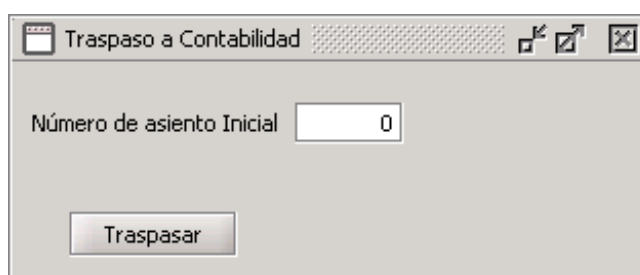 Traspaso a Contabilidad
Número de asiento Inicial 0
Traspasar